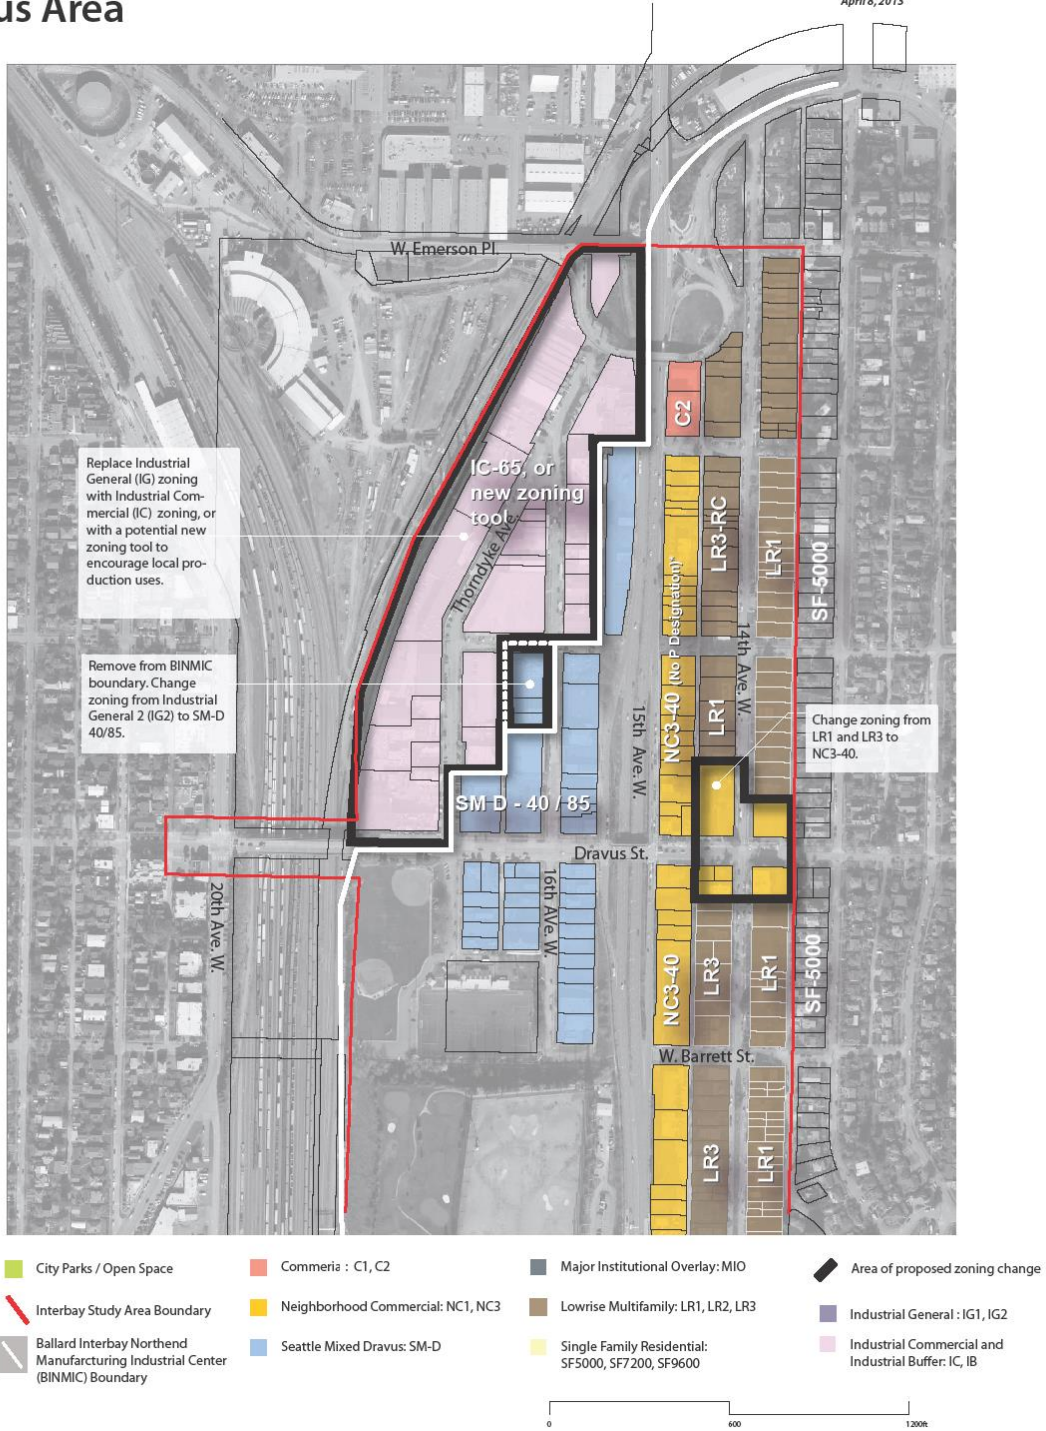 us Area
April 8, 2013
W. Emerson Pl.
C2
Replace Industrial
General (IG) zoning
with Industrial Com-
mercial (IC) zoning, or
with a potential new
zoning tool to
encourage local pro-
duction uses.
IC-65, or
new zoning
tool
Thorndyke Ave.
LR3-RC
LR1
SF-5000
NC3-40 (No P Designation)*
14th Ave. W.
LR1
Remove from BINMIC
boundary. Change
zoning from Industrial
General 2 (IG2) to SM-D
40/85.
15th Ave. W.
Change zoning from
LR1 and LR3 to
NC3-40.
SM D - 40 / 85
Dravus St.
20th Ave. W.
16th AVe. W.
NC3-40
LR3
LR1
SF-5000
W. Barrett St.
LR3
LR1
City Parks / Open Space
Interbay Study Area Boundary
Ballard Interbay Northend
Manufarcturing Industrial Center
(BINMIC) Boundary
Commeria : C1, C2
Neighborhood Commercial: NC1, NC3
Seattle Mixed Dravus: SM-D
Major Institutional Overlay: MIO
Lowrise Multifamily: LR1, LR2, LR3
Single Family Residential:
SF5000, SF7200, SF9600
Area of proposed zoning change
Industrial General : IG1, IG2
Industrial Commercial and
Industrial Buffer: IC, IB
0 600 1200ft